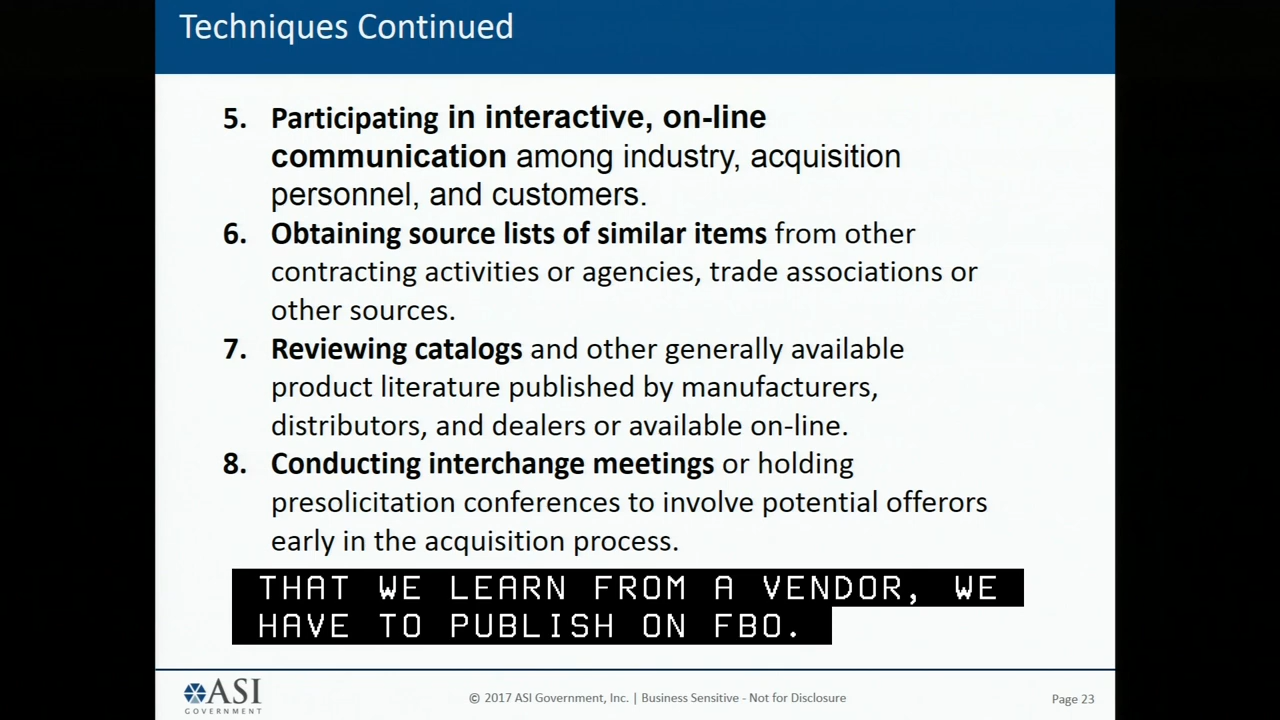 Techniques Continued
5. Participating in interactive, on-line
communication among industry, acquisition
personnel, and customers.
6. Obtaining source lists of similar items from other
contracting activities or agencies, trade associations or
other sources.
7. Reviewing catalogs and other generally available
product literature published by manufacturers,
distributors, and dealers or available on-line.
8. Conducting interchange meetings or holding
presolicitation conferences to involve potential offerors
early in the acquisition process.
THAT WE LEARN FROM A VENDOR, WE
HAVE TO PUBLISH ON FBO.
ASI
GOVERNMENT
© 2017 ASI Government, Inc. | Business Sensitive - Not for Disclosure
Page 23